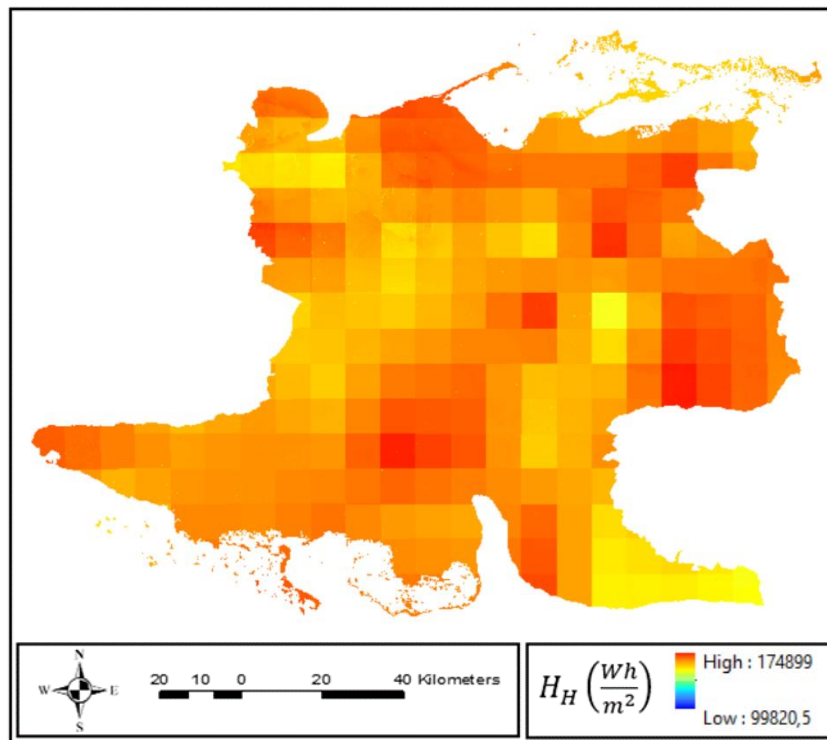 N
W E
S
20 10 0 20 40 Kilometers
H_H (Wh/m²)
High : 174899
Low : 99820,5